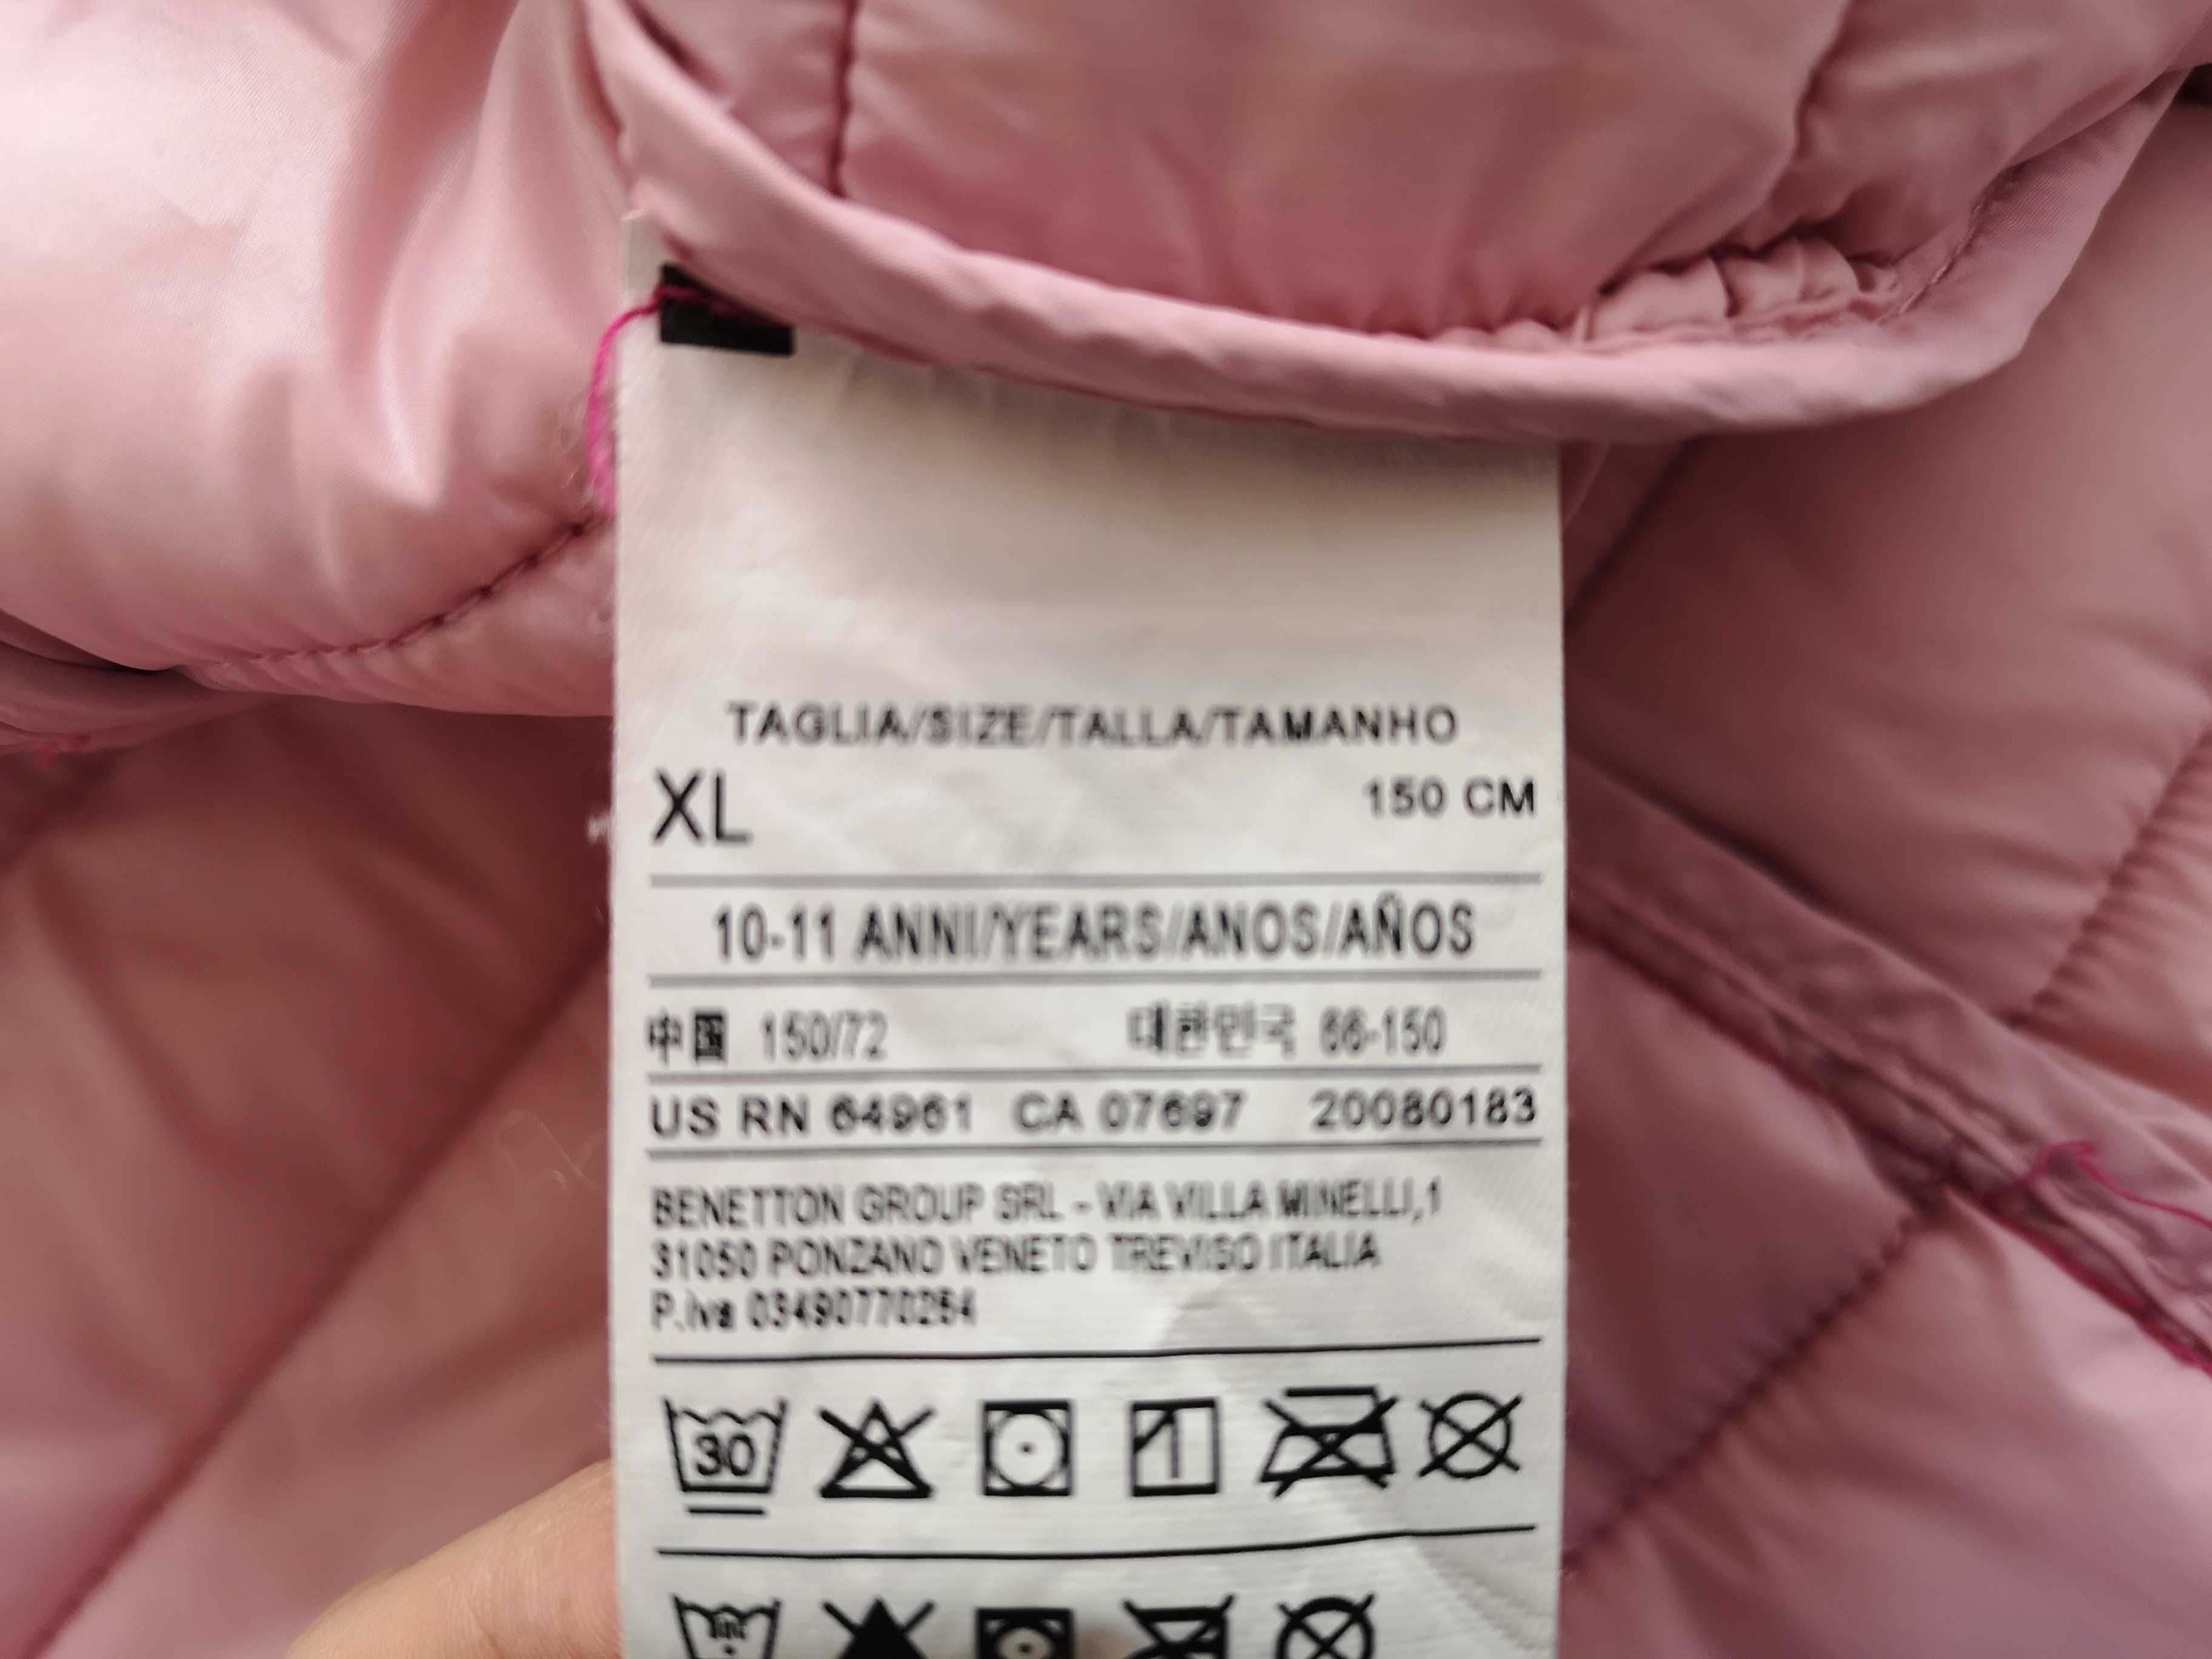 TAGLIA/SIZE/TALLA/TAMANHO
XL 150 CM
10-11 ANNI/YEARS/ANOS/AÑOS
中国 150/72 대한민국 66-150
US RN 64961 CA 07697 20080183
BENETTON GROUP SRL - VIA VILLA MINELLI,1
31050 PONZANO VENETO TREVISO ITALIA
P.iva 03490770264
30